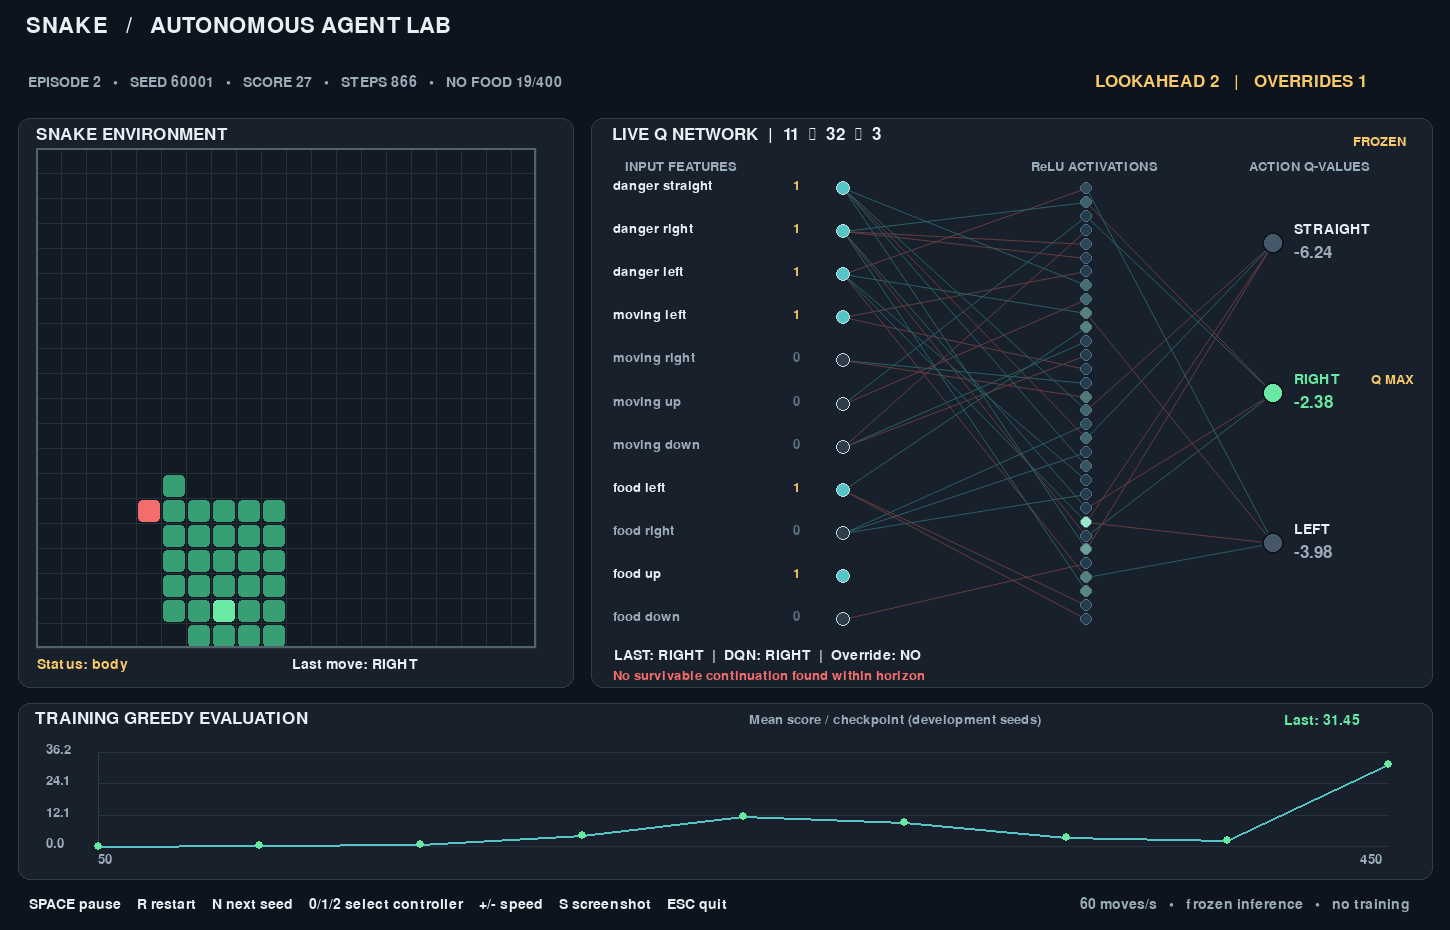 SNAKE / AUTONOMOUS AGENT LAB
EPISODE 2 • SEED 60001 • SCORE 27 • STEPS 866 • NO FOOD 19/400
LOOKAHEAD 2 | OVERRIDES 1
SNAKE ENVIRONMENT
Status: body
Last move: RIGHT
LIVE Q NETWORK | 11 ▯ 32 ▯ 3
FROZEN
INPUT FEATURES
ReLU ACTIVATIONS
ACTION Q-VALUES
danger straight 1
danger right 1
danger left 1
moving left 1
moving right 0
moving up 0
moving down 0
food left 1
food right 0
food up 1
food down 0
STRAIGHT
-6.24
RIGHT Q MAX
-2.38
LEFT
-3.98
LAST: RIGHT | DQN: RIGHT | Override: NO
No survivable continuation found within horizon
TRAINING GREEDY EVALUATION
Mean score / checkpoint (development seeds)
Last: 31.45
36.2
24.1
12.1
0.0
50
450
SPACE pause R restart N next seed 0/1/2 select controller +/- speed S screenshot ESC quit
60 moves/s • frozen inference • no training